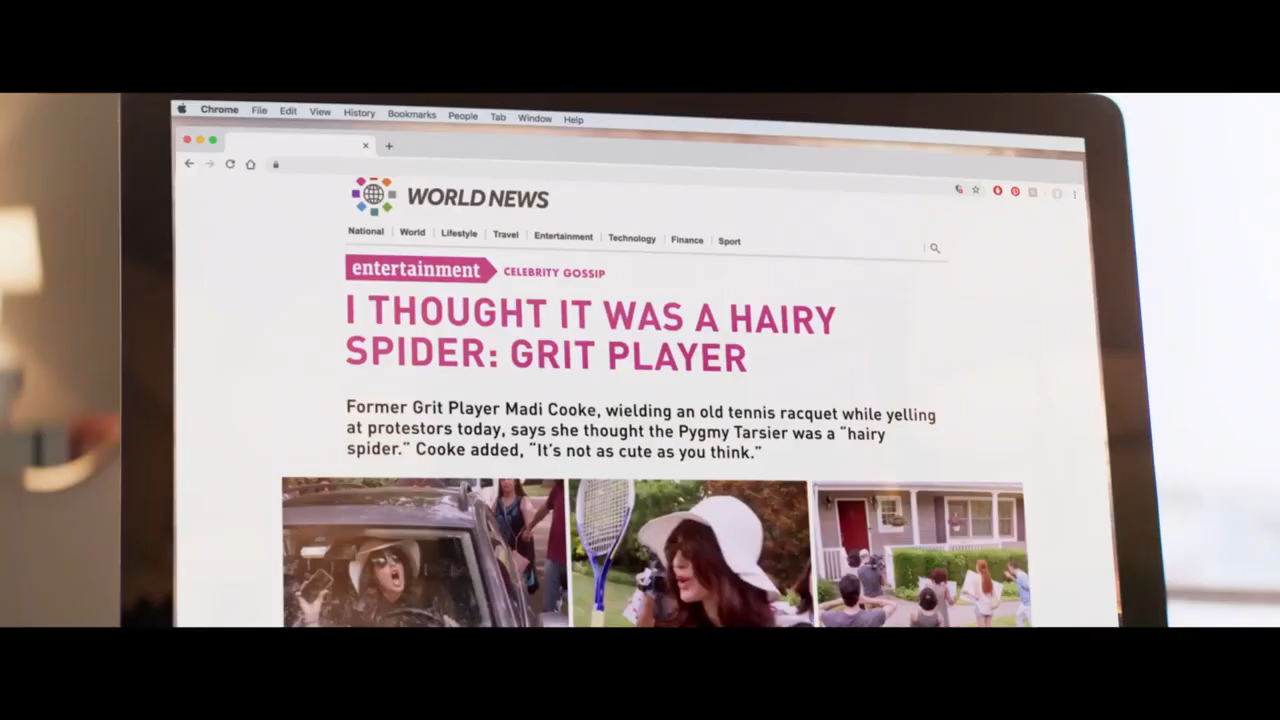 Chrome File Edit View History Bookmarks People Tab Window Help
WORLD NEWS
National World Lifestyle Travel Entertainment Technology Finance Sport
entertainment CELEBRITY GOSSIP
I THOUGHT IT WAS A HAIRY
SPIDER: GRIT PLAYER
Former Grit Player Madi Cooke, wielding an old tennis racquet while yelling
at protestors today, says she thought the Pygmy Tarsier was a “hairy
spider.” Cooke added, “It’s not as cute as you think.”